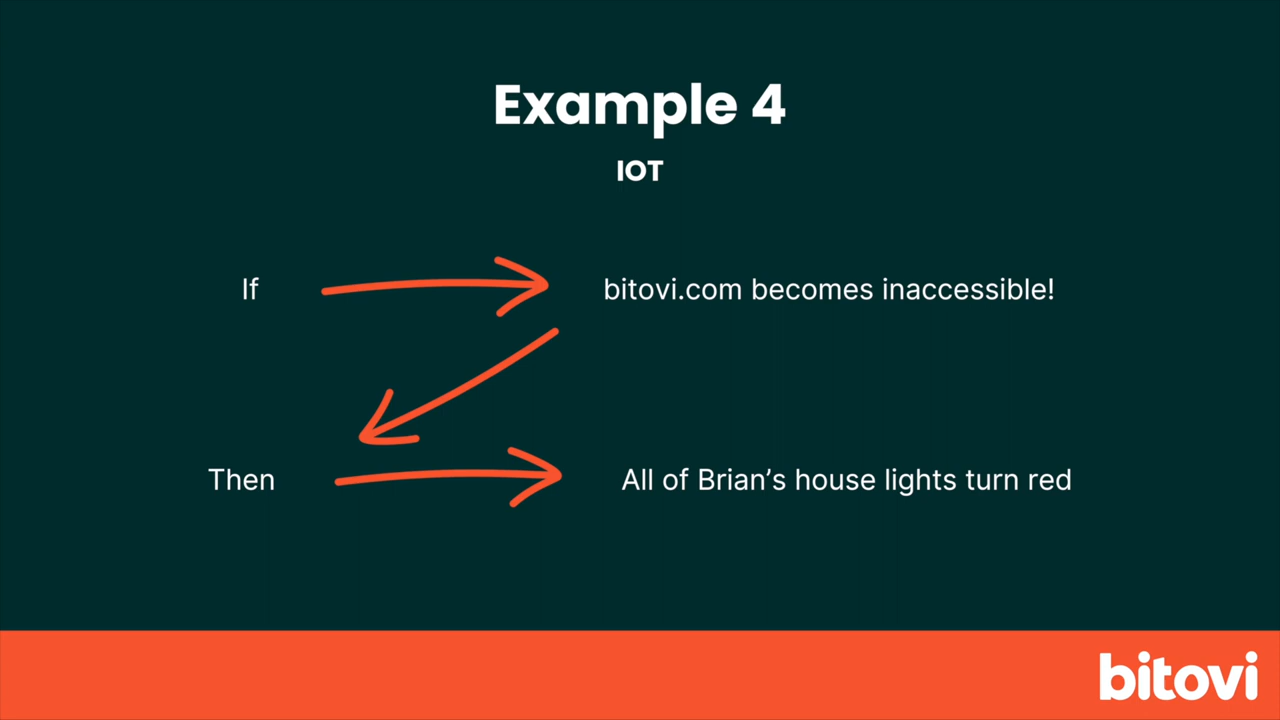 Example 4
IOT
If
bitovi.com becomes inaccessible!
Then
All of Brian’s house lights turn red
bitovi